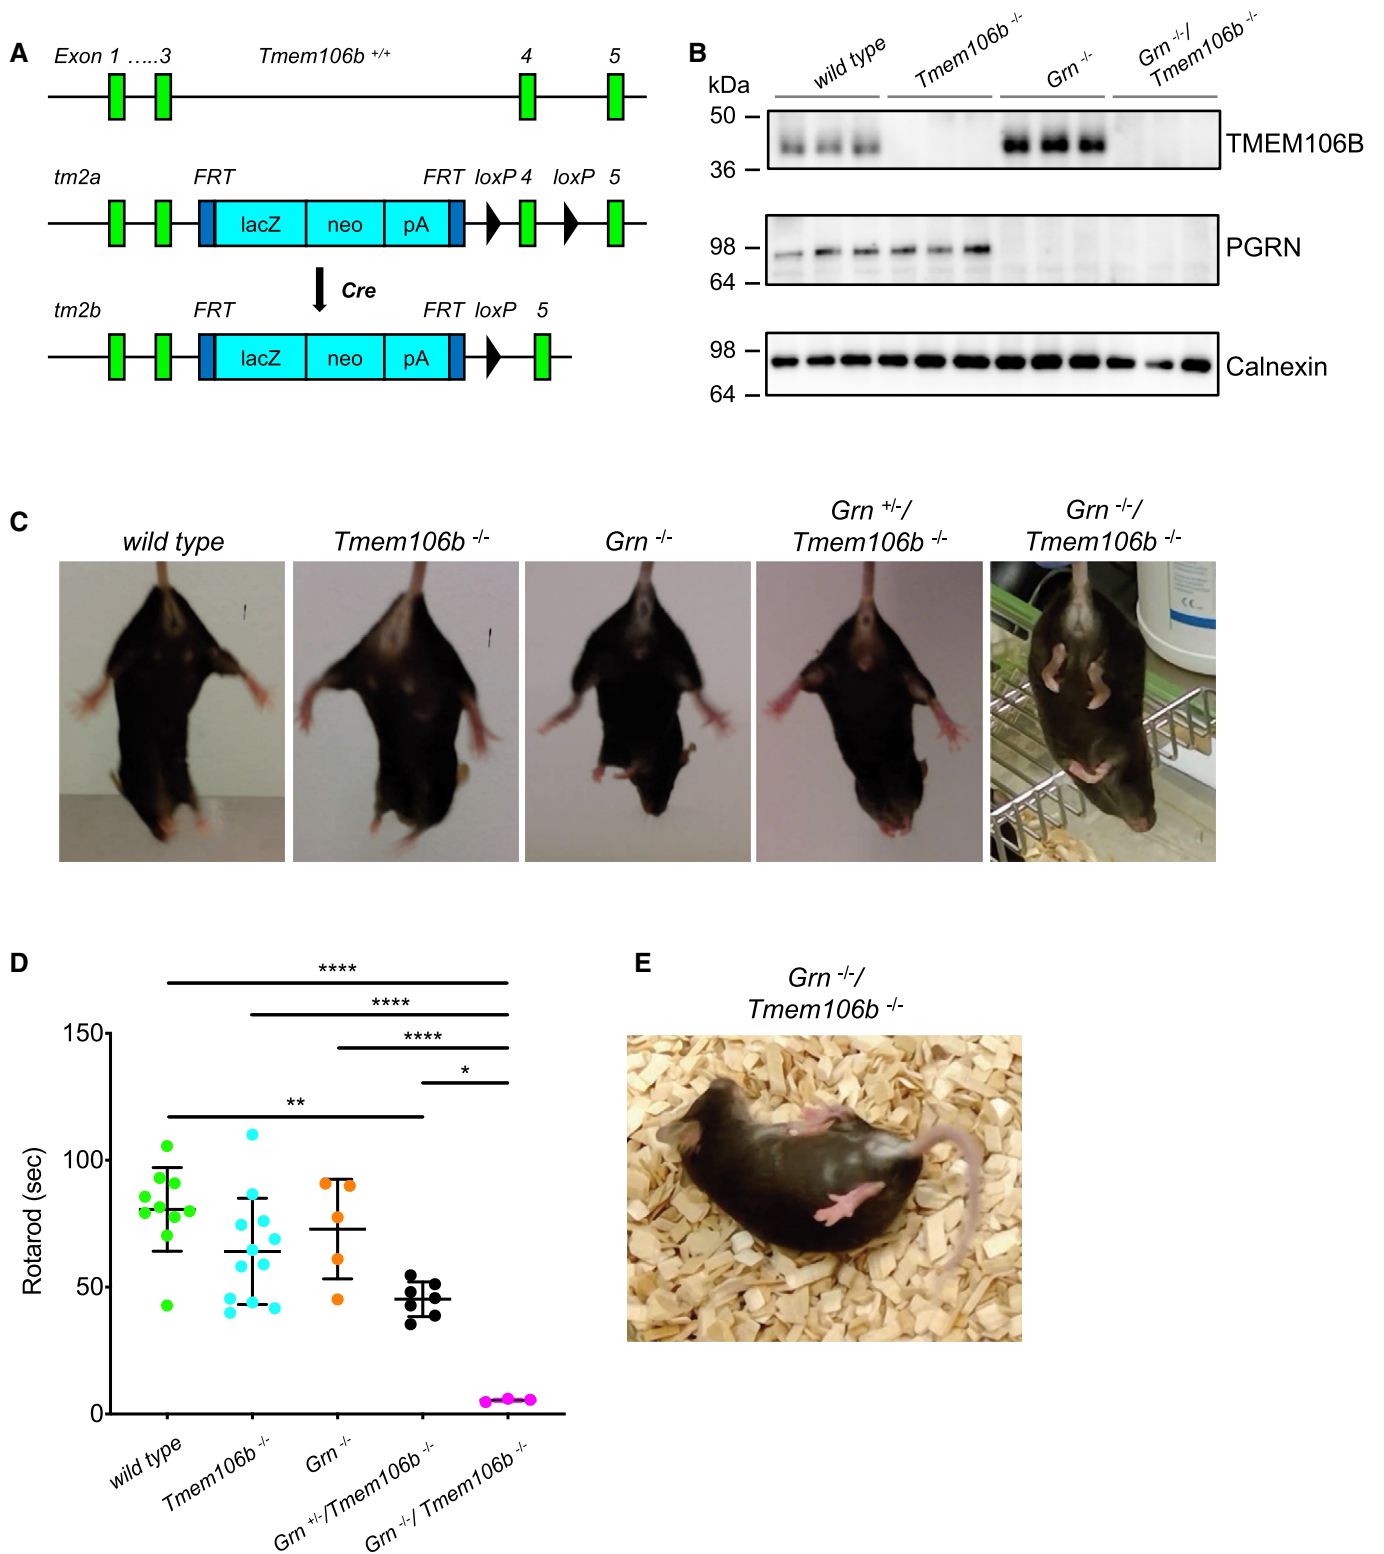 A
Exon 1 ..... 3 Tmem106b +/+ 4 5
tm2a FRT FRT loxP 4 loxP 5
lacZ neo pA
Cre
tm2b FRT FRT loxP 5
lacZ neo pA
B
kDa
wild type Tmem106b -/- Grn -/- Grn -/-/ Tmem106b -/-
50
36
TMEM106B
98
64
PGRN
98
64
Calnexin
C
wild type
Tmem106b -/-
Grn -/-
Grn +/-/
Tmem106b -/-
Grn -/-/
Tmem106b -/-
CE
D
****
****
****
*
**
150
100
50
0
Rotarod (sec)
wild type
Tmem106b -/-
Grn -/-
Grn +/-/Tmem106b -/-
Grn -/-/ Tmem106b -/-
E
Grn -/-/
Tmem106b -/-